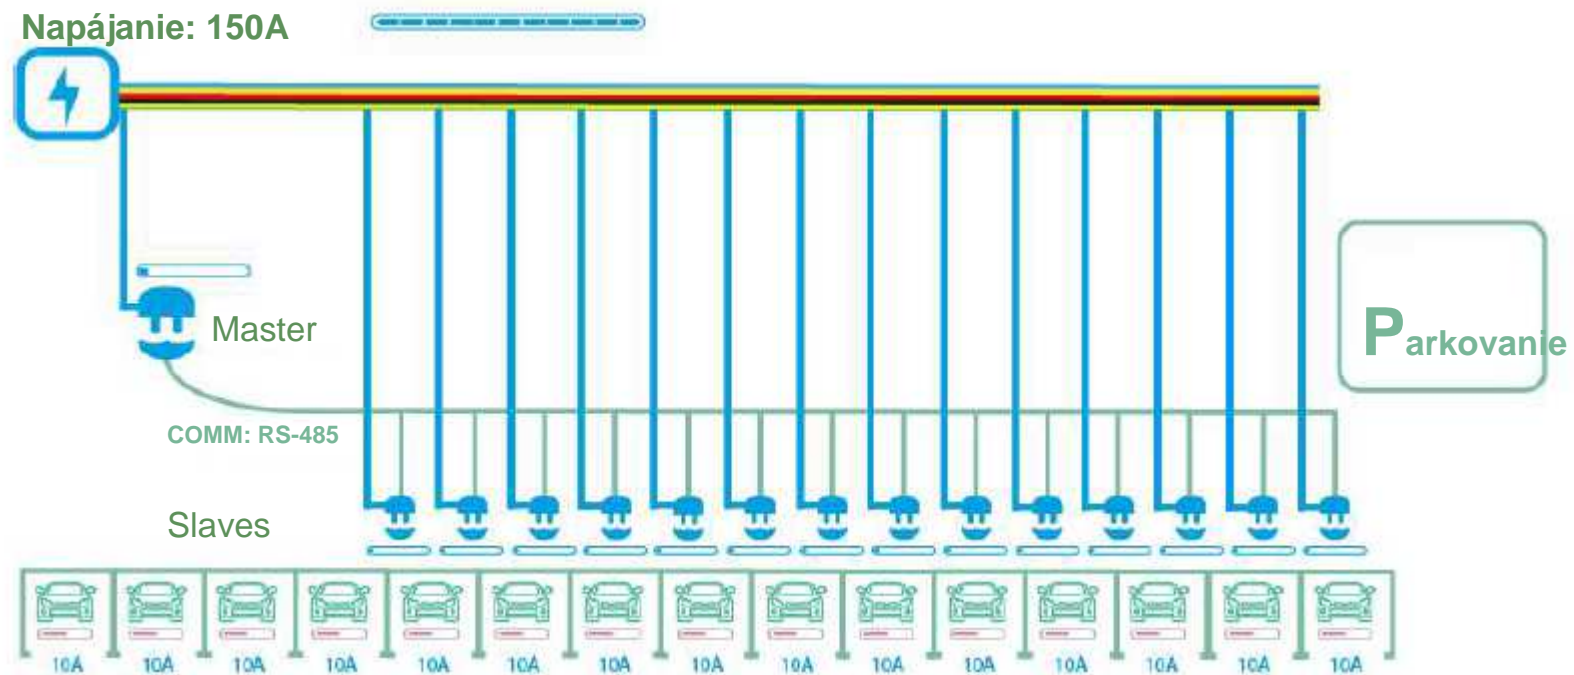 Napájanie: 150A
Master
Parkovanie
COMM: RS-485
Slaves
10A 10A 10A 10A 10A 10A 10A 10A 10A 10A 10A 10A 10A 10A 10A